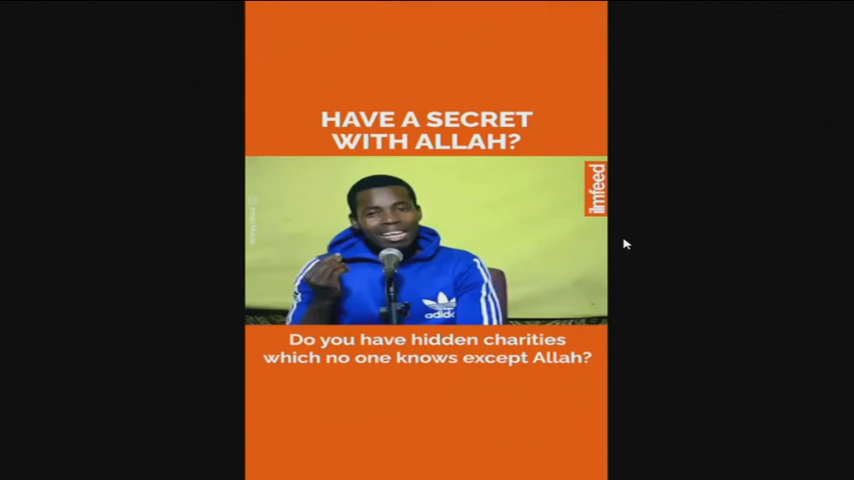 HAVE A SECRET
WITH ALLAH?
ilmfeed
adidas
Do you have hidden charities
which no one knows except Allah?